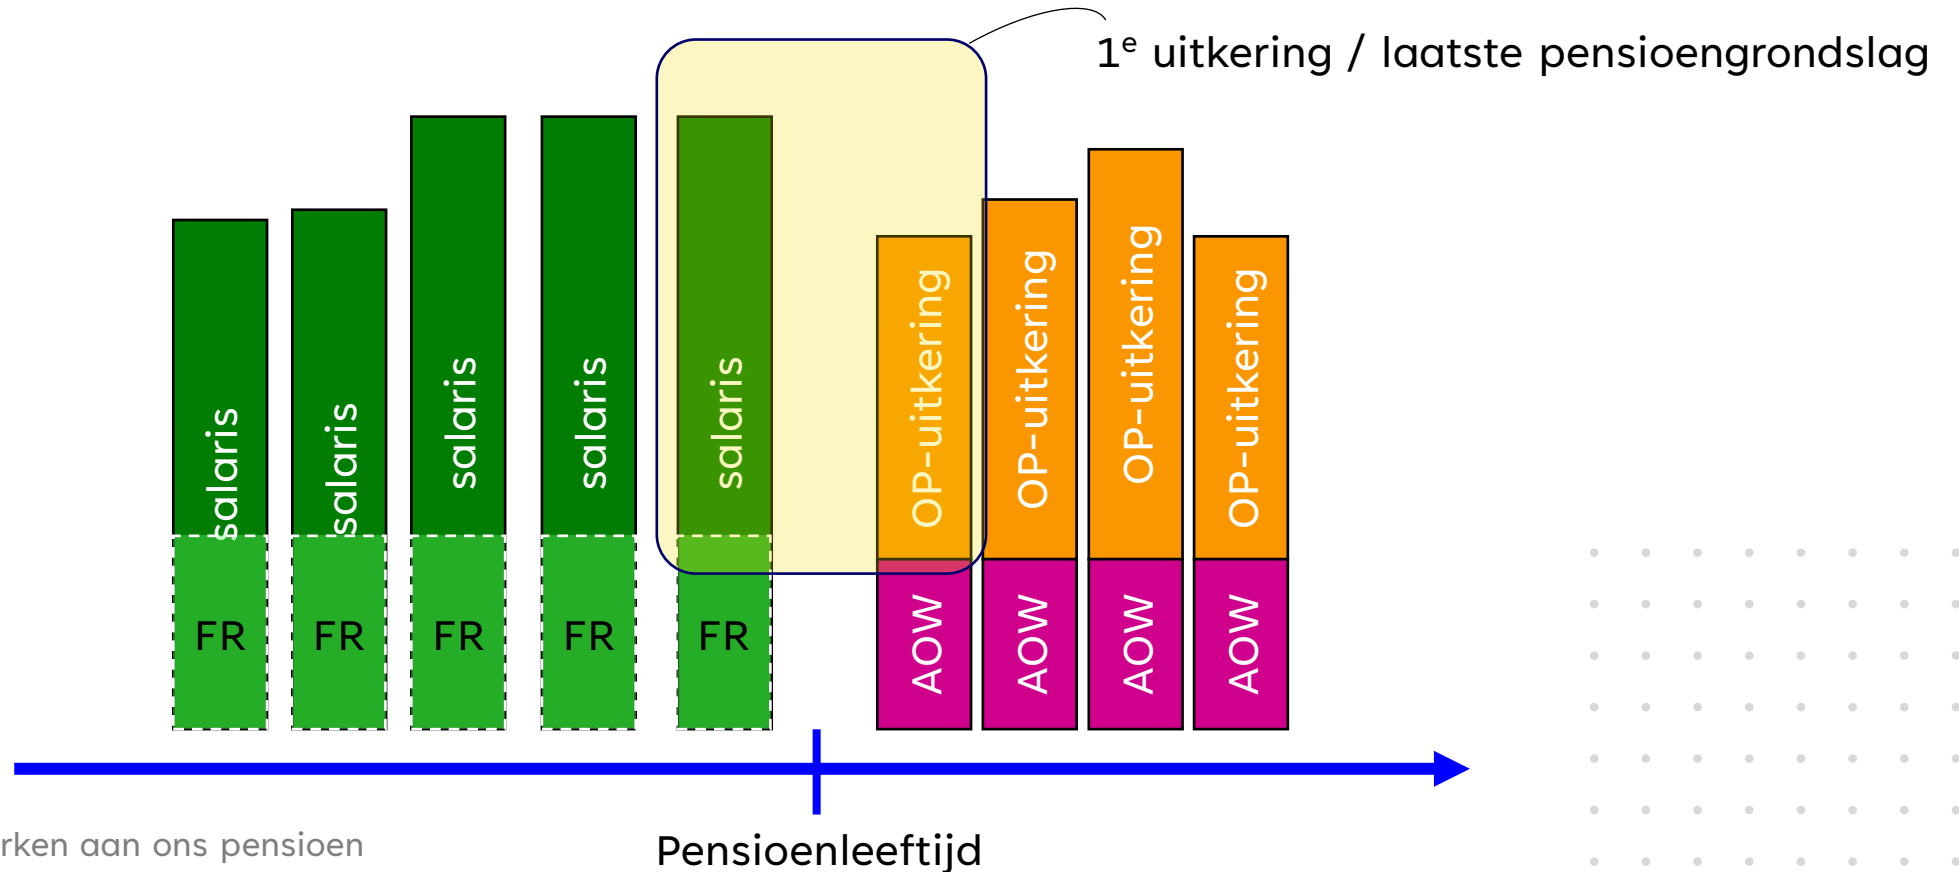 1e uitkering / laatste pensioengrondslag
salaris
salaris
salaris
salaris
salaris
OP-uitkering
OP-uitkering
OP-uitkering
OP-uitkering
FR
FR
FR
FR
FR
AOW
AOW
AOW
AOW
rken aan ons pensioen
Pensioenleeftijd